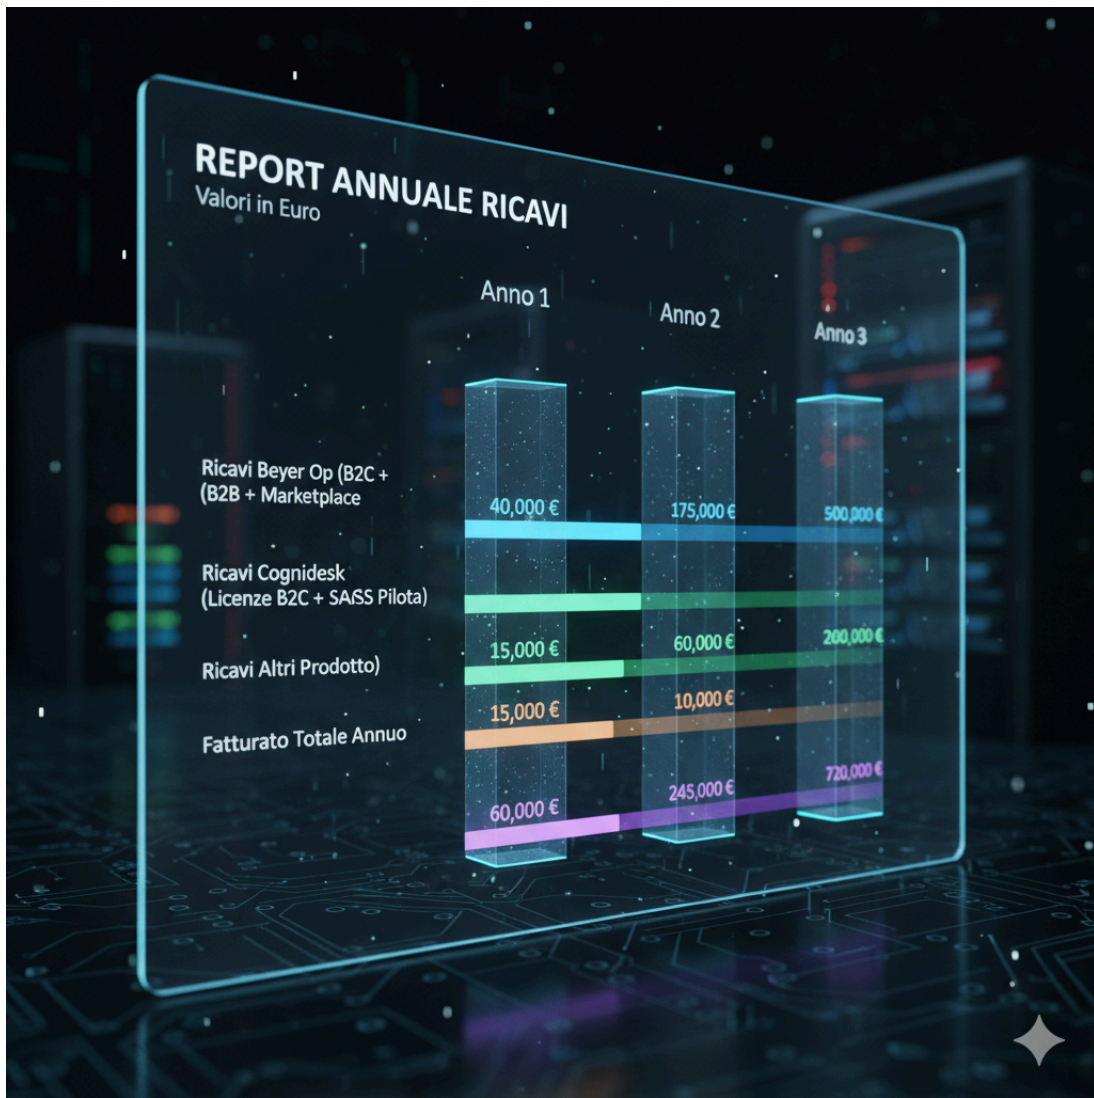 REPORT ANNUALE RICAVI
Valori in Euro
Anno 1
Anno 2
Anno 3
Ricavi Beyer Op (B2C +
(B2B + Marketplace
40,000 €
175,000 €
500,000 €
Ricavi Cognidesk
(Licenze B2C + SA/SS Pilota)
15,000 €
60,000 €
200,000 €
Ricavi Altri Prodotto)
15,000 €
10,000 €
Fatturato Totale Annuo
60,000 €
245,000 €
720,000 €